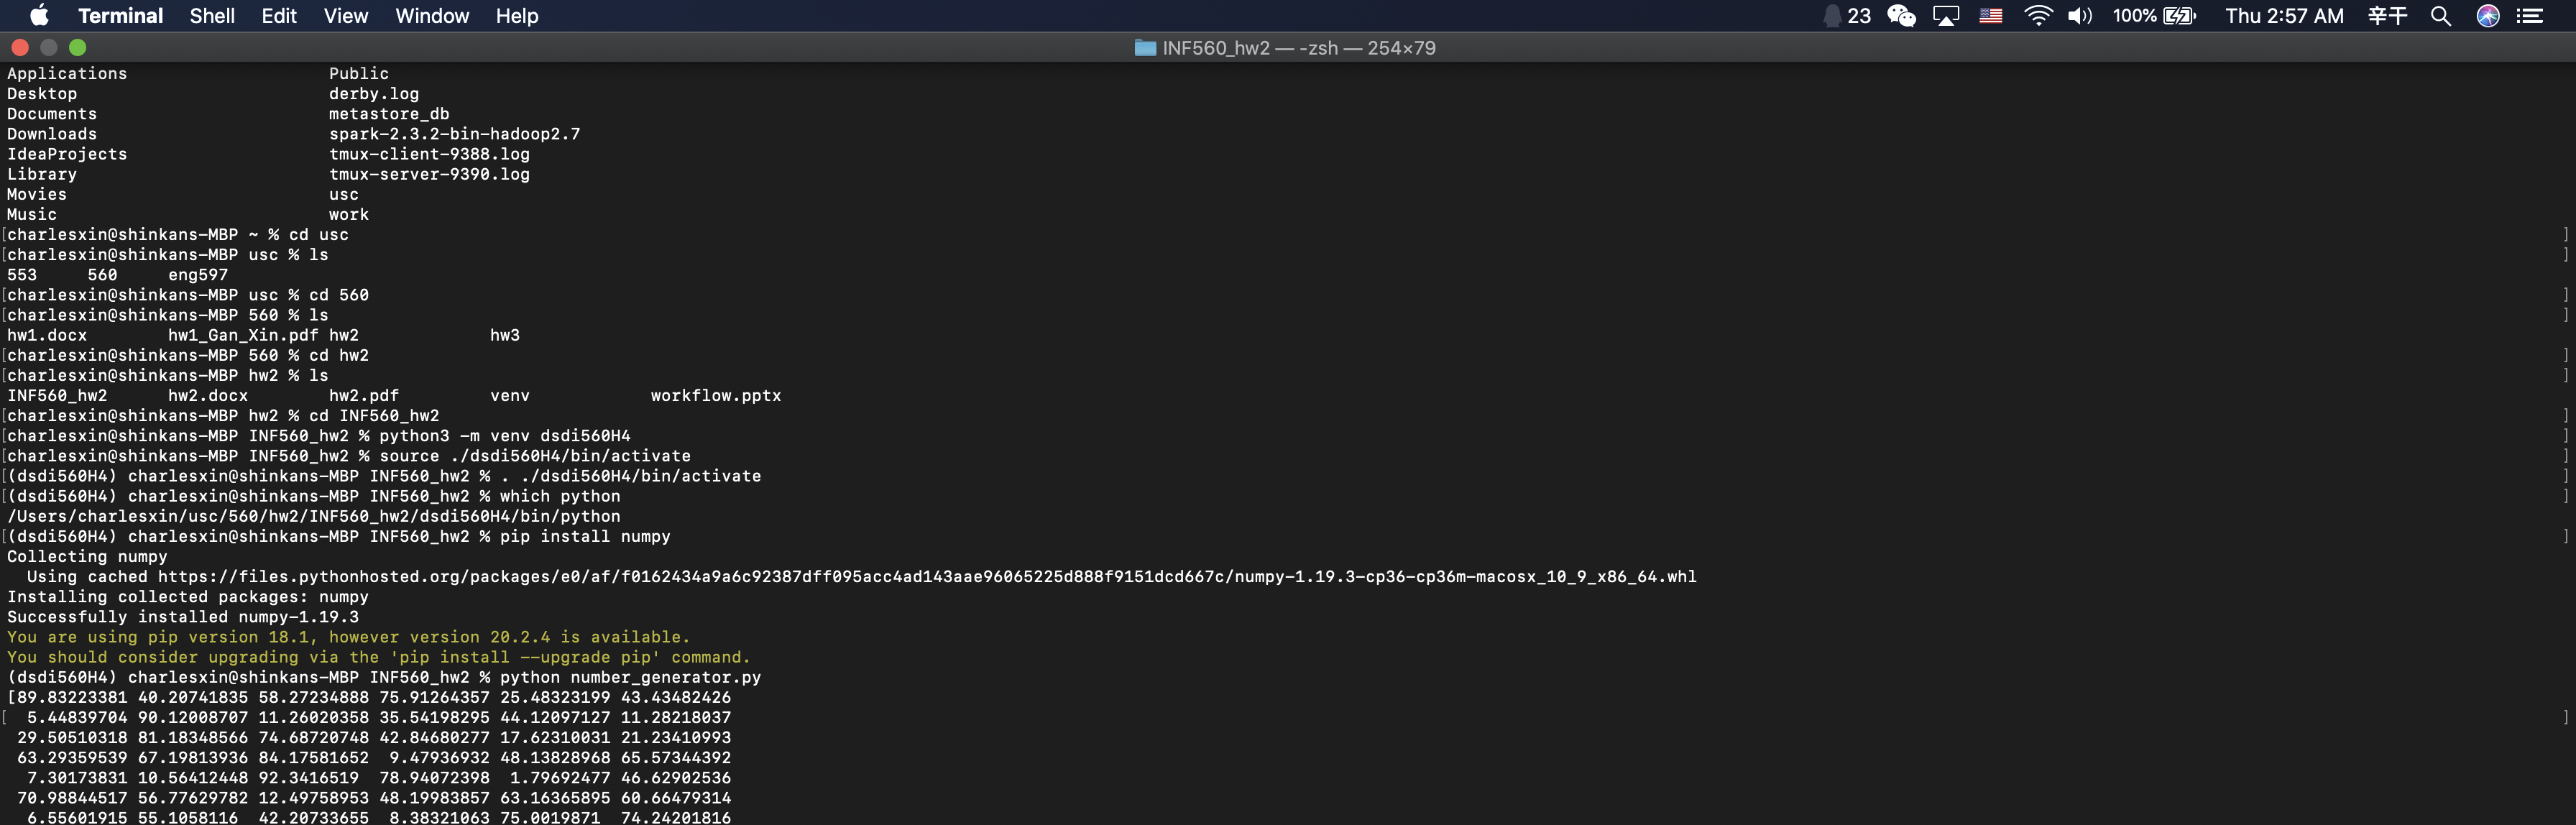 Terminal Shell Edit View Window Help 23 100% Thu 2:57 AM 辛干
INF560_hw2 — -zsh — 254×79
Applications Public
Desktop derby.log
Documents metastore_db
Downloads spark-2.3.2-bin-hadoop2.7
IdeaProjects tmux-client-9388.log
Library tmux-server-9390.log
Movies usc
Music work
[charlesxin@shinkans-MBP ~ % cd usc ]
[charlesxin@shinkans-MBP usc % ls ]
553 560 eng597
[charlesxin@shinkans-MBP usc % cd 560 ]
[charlesxin@shinkans-MBP 560 % ls ]
hw1.docx hw1_Gan_Xin.pdf hw2 hw3
[charlesxin@shinkans-MBP 560 % cd hw2 ]
[charlesxin@shinkans-MBP hw2 % ls ]
INF560_hw2 hw2.docx hw2.pdf venv workflow.pptx
[charlesxin@shinkans-MBP hw2 % cd INF560_hw2 ]
[charlesxin@shinkans-MBP INF560_hw2 % python3 -m venv dsdi560H4 ]
[charlesxin@shinkans-MBP INF560_hw2 % source ./dsdi560H4/bin/activate ]
[(dsdi560H4) charlesxin@shinkans-MBP INF560_hw2 % . ./dsdi560H4/bin/activate ]
[(dsdi560H4) charlesxin@shinkans-MBP INF560_hw2 % which python ]
/Users/charlesxin/usc/560/hw2/INF560_hw2/dsdi560H4/bin/python
[(dsdi560H4) charlesxin@shinkans-MBP INF560_hw2 % pip install numpy ]
Collecting numpy
Using cached https://files.pythonhosted.org/packages/e0/af/f0162434a9a6c92387dff095acc4ad143aae96065225d888f9151dcd667c/numpy-1.19.3-cp36-cp36m-macosx_10_9_x86_64.whl
Installing collected packages: numpy
Successfully installed numpy-1.19.3
You are using pip version 18.1, however version 20.2.4 is available.
You should consider upgrading via the 'pip install --upgrade pip' command.
(dsdi560H4) charlesxin@shinkans-MBP INF560_hw2 % python number_generator.py
[89.83223381 40.20741835 58.27234888 75.91264357 25.48323199 43.43482426
[ 5.44839704 90.12008707 11.26020358 35.54198295 44.12097127 11.28218037 ]
29.50510318 81.18348566 74.68720748 42.84680277 17.62310031 21.23410993
63.29359539 67.19813936 84.17581652 9.47936932 48.13828968 65.57344392
7.30173831 10.56412448 92.3416519 78.94072398 1.79692477 46.62902536
70.98844517 56.77629782 12.49758953 48.19983857 63.16365895 60.66479314
6.55601915 55.1058116 42.20733655 8.38321063 75.0019871 74.24201816